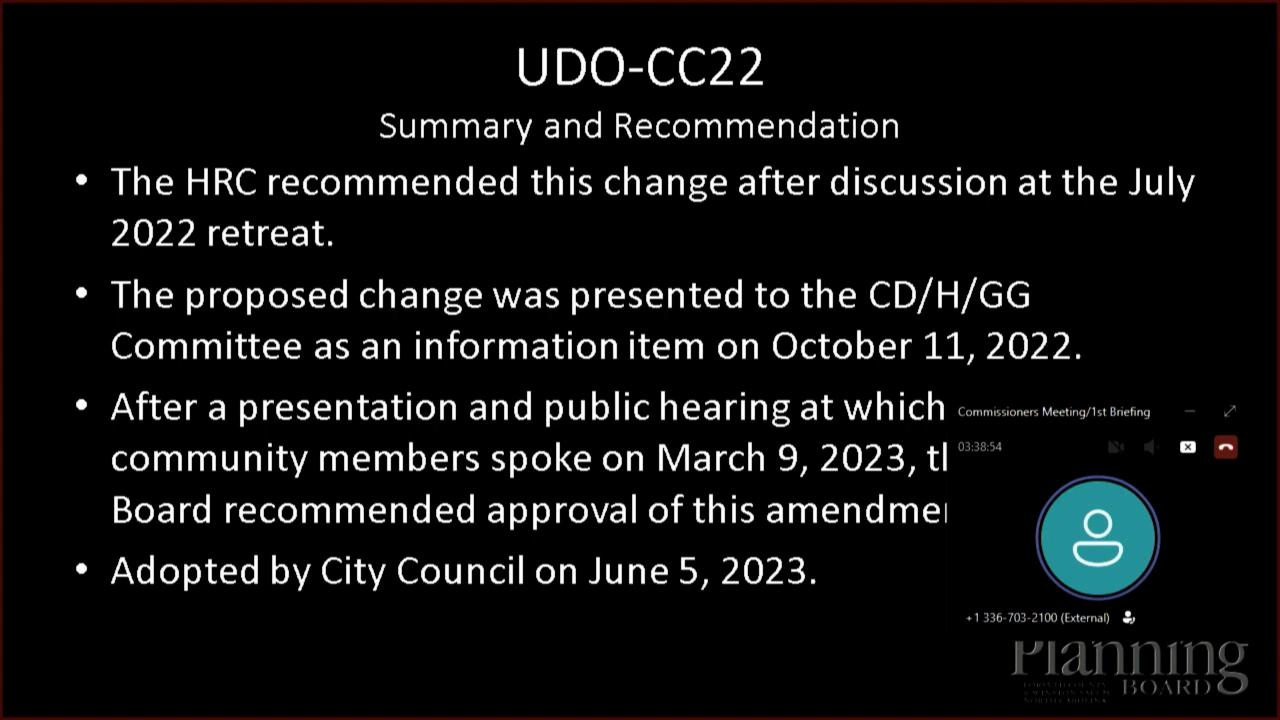 UDO-CC22
Summary and Recommendation
• The HRC recommended this change after discussion at the July
2022 retreat.
• The proposed change was presented to the CD/H/GG
Committee as an information item on October 11, 2022.
• After a presentation and public hearing at which
community members spoke on March 9, 2023,
Board recommended approval of this
• Adopted by City Council on June 5, 2023.
Commissioners Meeting/1st Briefing
03:38:54
+1 336-703-2100 (External)
Planning
BOARD